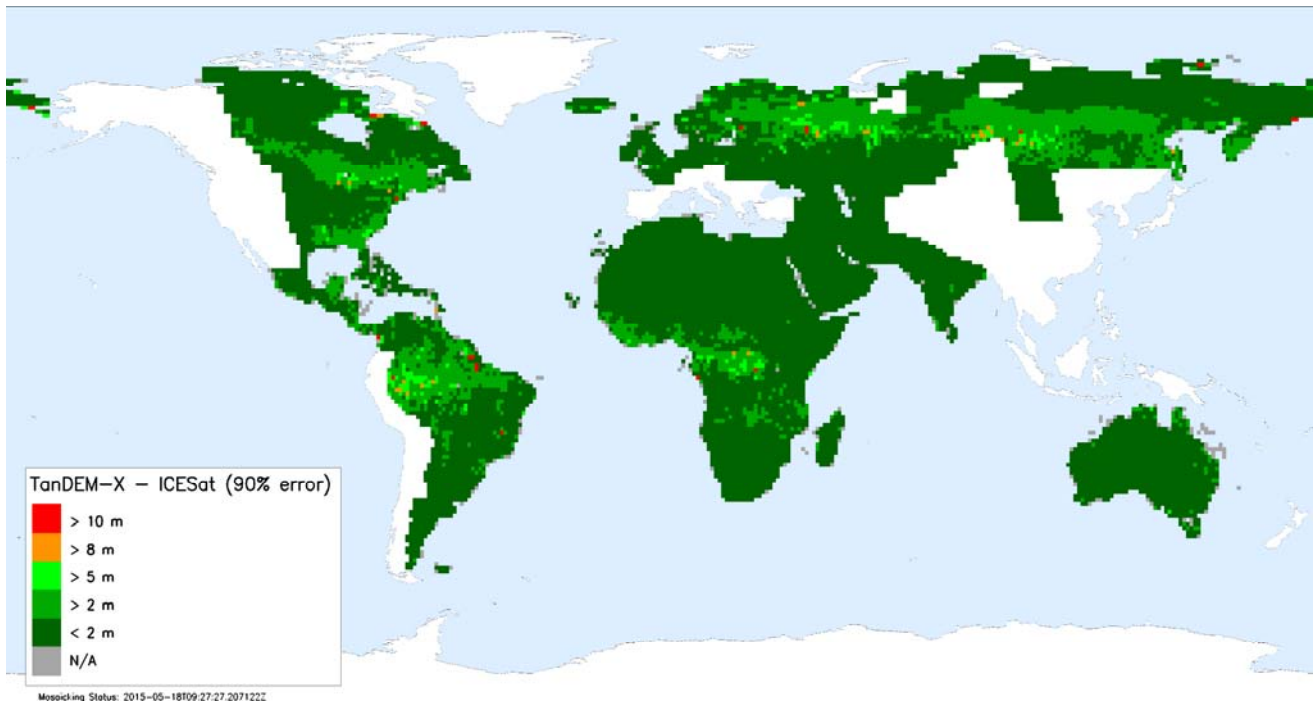 TanDEM-X - ICESat (90% error)
> 10 m
> 8 m
> 5 m
> 2 m
< 2 m
N/A
Mosaicking Status: 2015-05-18T09:27:27.207122Z